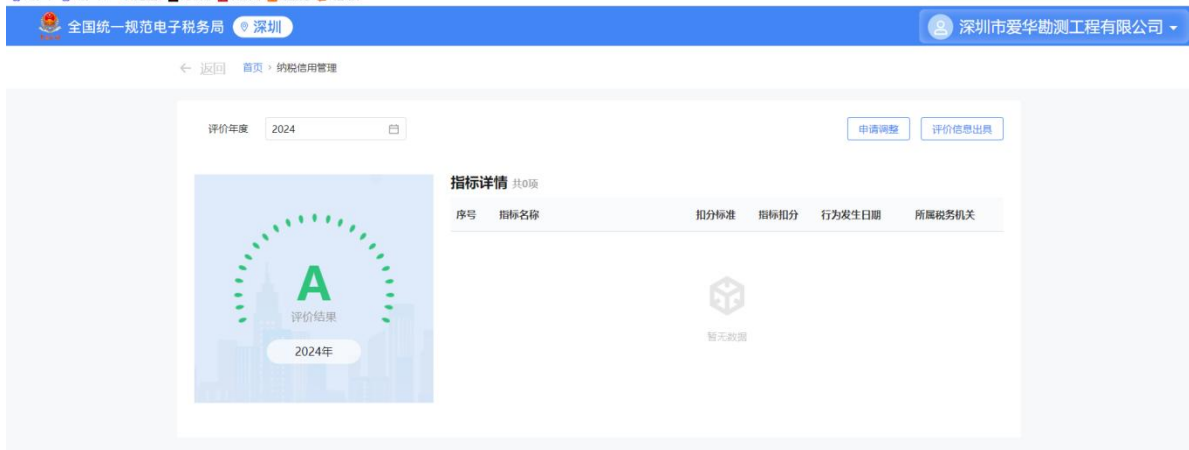 全国统一规范电子税务局 深圳 深圳市爱华勘测工程有限公司
返回 首页 > 纳税信用管理
评价年度 2024 申请调整 评价信息出具
指标详情 共0项
序号 指标名称 扣分标准 指标扣分 行为发生日期 所属税务机关
A
评价结果
暂无数据
2024年